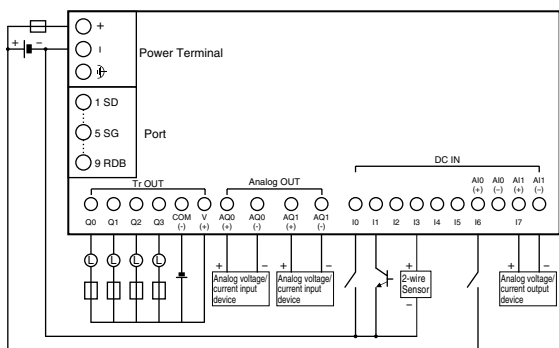 +
+ −
−
Power Terminal
1 SD
5 SG
Port
9 RDB
Tr OUT
Analog OUT
DC IN
AI0 (+)
AI0 (−)
AI1 (+)
AI1 (−)
Q0 Q1 Q2 Q3 COM (-) V (+) AQ0 (+) AQ0 (-) AQ1 (+) AQ1 (-) I0 I1 I2 I3 I4 I5 I6 I7
L L L L
+ − + − + + −
Analog voltage/
current input
device
Analog voltage/
current input
device
2-wire
Sensor
−
Analog voltage/
current output
device